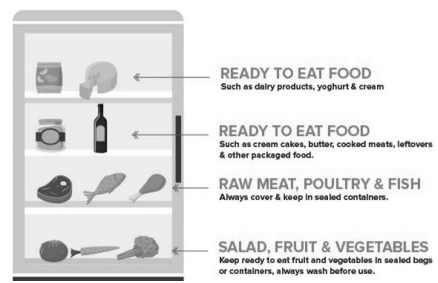 READY TO EAT FOOD
Such as dairy products, yoghurt & cream
READY TO EAT FOOD
Such as cream cakes, butter, cooked meats, leftovers
& other packaged food.
RAW MEAT, POULTRY & FISH
Always cover & keep in sealed containers.
SALAD, FRUIT & VEGETABLES
Keep ready to eat fruit and vegetables in sealed bags
or containers, always wash before use.